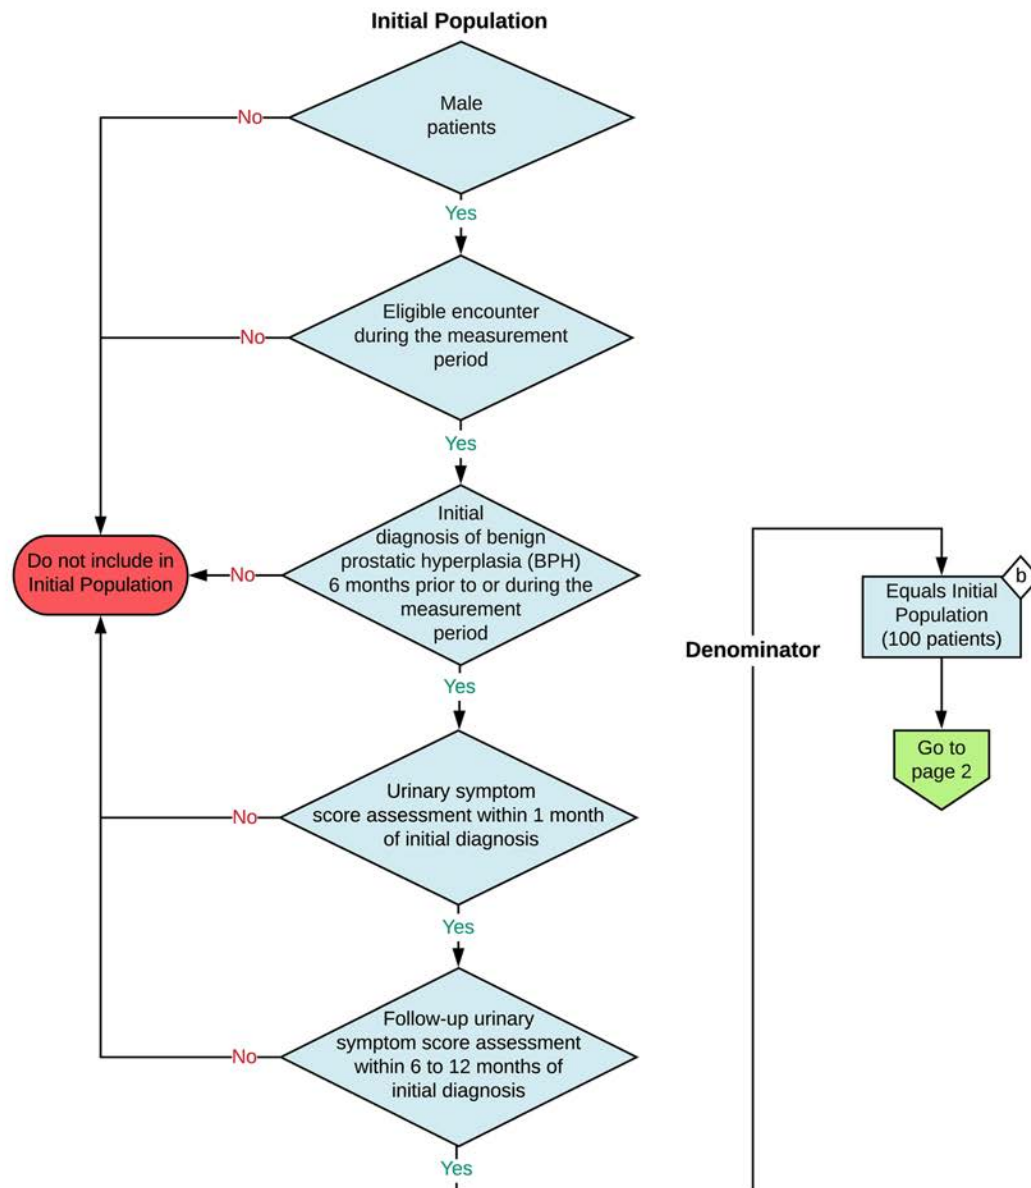 Initial Population
Male
patients
No
Yes
Eligible encounter
during the measurement
period
No
Yes
Initial
diagnosis of benign
prostatic hyperplasia (BPH)
6 months prior to or during the
measurement
period
No
Do not include in
Initial Population
Yes
Urinary symptom
score assessment within 1 month
of initial diagnosis
No
Yes
Follow-up urinary
symptom score assessment
within 6 to 12 months of
initial diagnosis
No
Yes
Denominator
b
Equals Initial
Population
(100 patients)
Go to
page 2